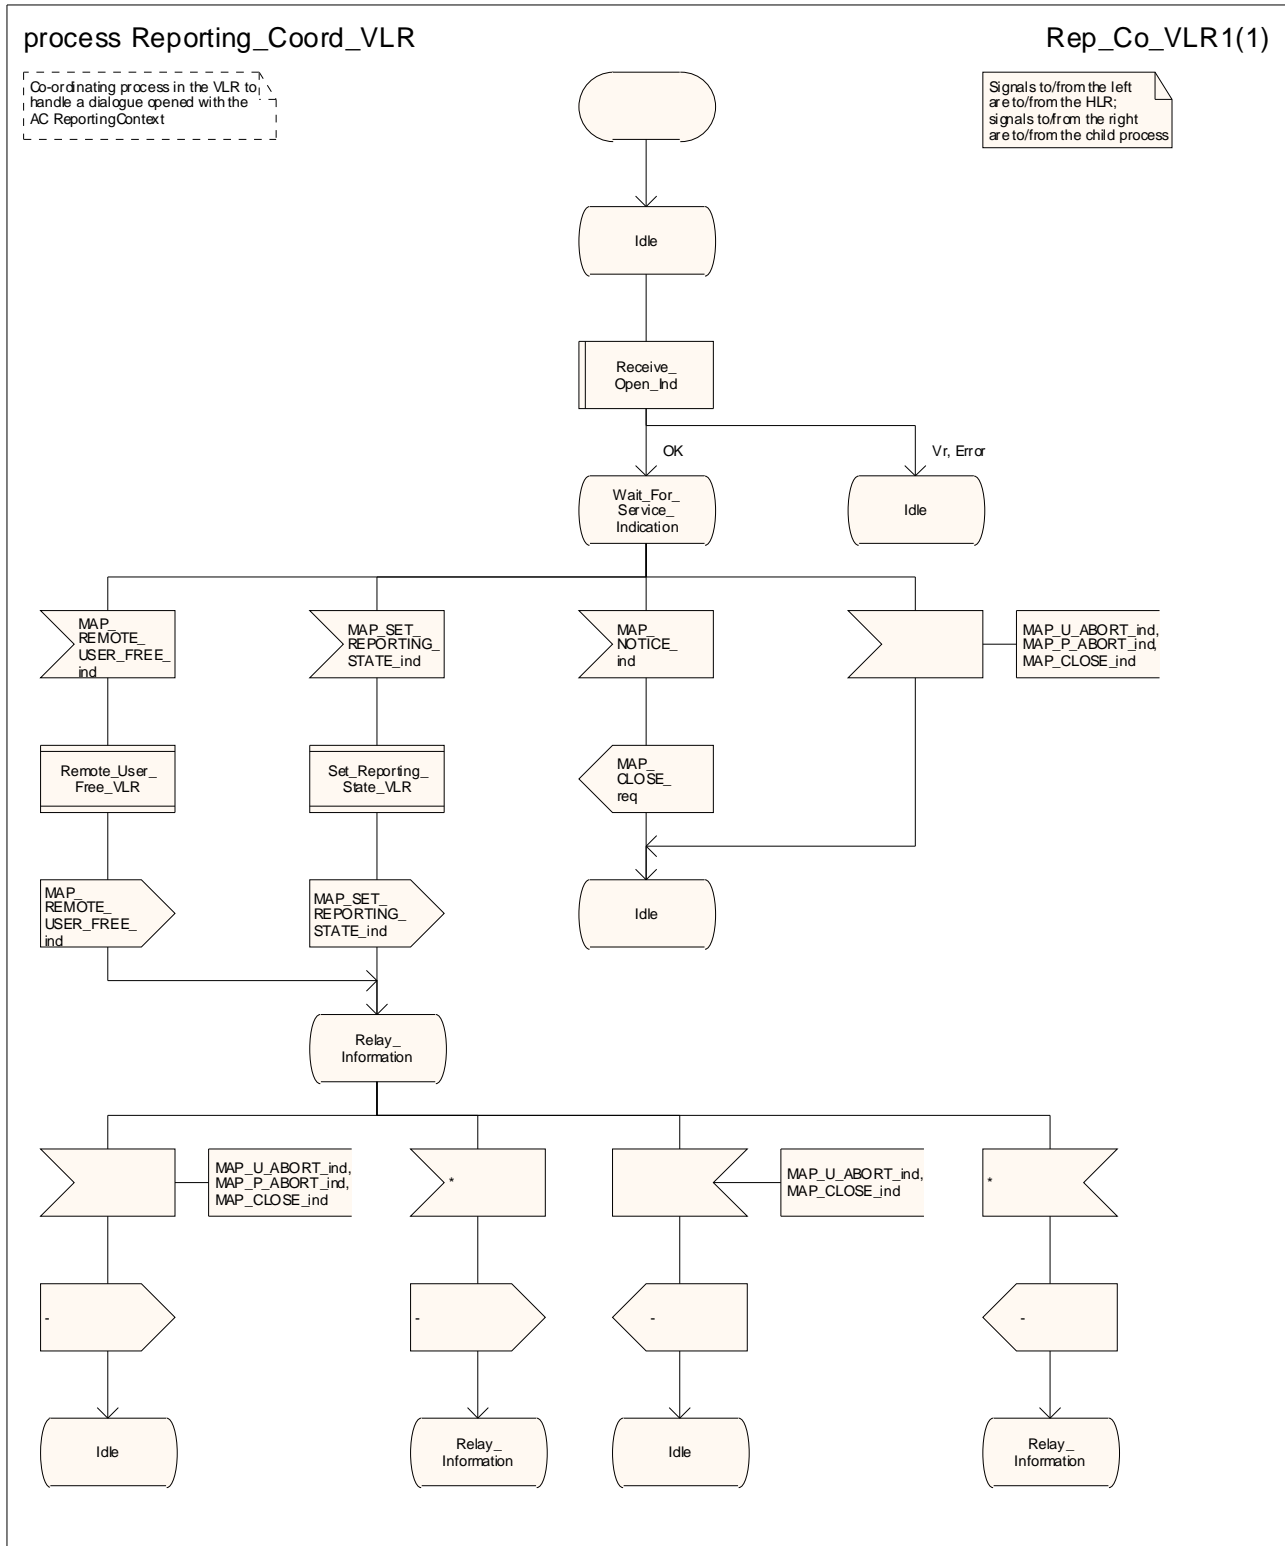 process Reporting_Coord_VLR
Rep_Co_VLR1(1)
Co-ordinating process in the VLR to
handle a dialogue opened with the
AC ReportingContext
Signals to/from the left
are to/from the HLR;
signals to/from the right
are to/from the child process
Idle
Receive_
Open_Ind
OK
Vr, Error
Wait_For_
Service_
Indication
Idle
MAP_
REMOTE_
USER_FREE_
ind
MAP_SET_
REPORTING_
STATE_ind
MAP_
NOTICE_
ind
MAP_U_ABORT_ind,
MAP_P_ABORT_ind,
MAP_CLOSE_ind
Remote_User_
Free_VLR
Set_Reporting_
State_VLR
MAP_
CLOSE_
req
MAP_
REMOTE_
USER_FREE_
ind
MAP_SET_
REPORTING_
STATE_ind
Idle
Relay_
Information
MAP_U_ABORT_ind,
MAP_P_ABORT_ind,
MAP_CLOSE_ind
*
MAP_U_ABORT_ind,
MAP_CLOSE_ind
*
-
-
-
-
Idle
Relay_
Information
Idle
Relay_
Information